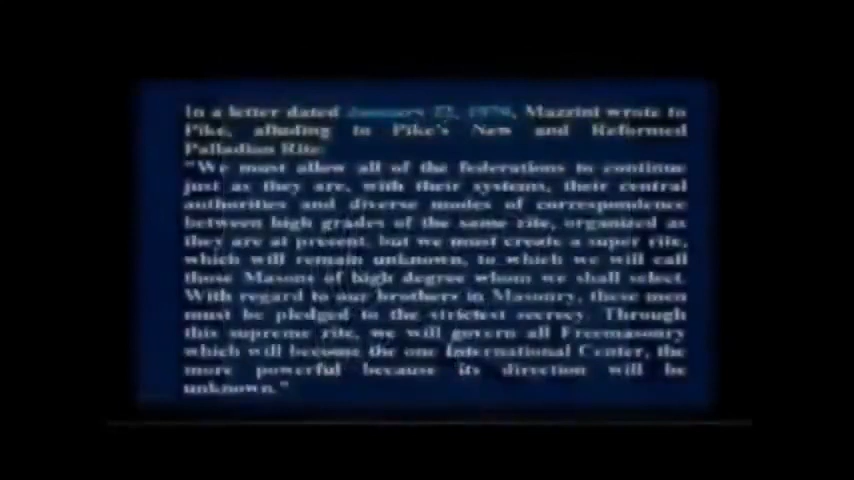 In a letter dated January 22, 1870, Mazzini wrote to
Pike, alluding to Pike's New and Reformed
Palladian Rite
"We must allow all of the federations to continue
just as they are, with their systems, their central
authorities and diverse modes of correspondence
between high grades of the same rite, organized as
they are at present, but we must create a super rite,
which will remain unknown, to which we will call
those Masons of high degree whom we shall select.
With regard to our brothers in Masonry, these men
must be pledged to the strictest secrecy. Through
this supreme rite, we will govern all Freemasonry
which will become the one International Center, the
more powerful because its direction will be
unknown."